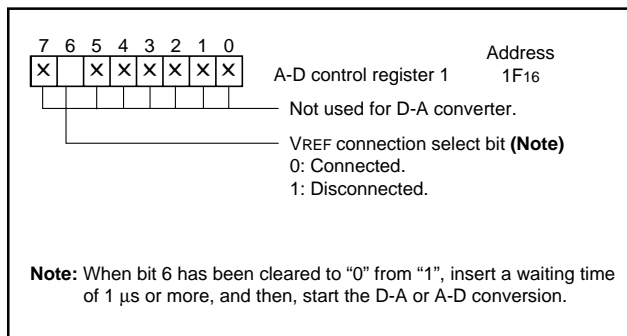 7 6 5 4 3 2 1 0
Address
× × × × × × ×
A-D control register 1 1F16
Not used for D-A converter.
VREF connection select bit (Note)
0: Connected.
1: Disconnected.
Note: When bit 6 has been cleared to “0” from “1”, insert a waiting time
of 1 μs or more, and then, start the D-A or A-D conversion.